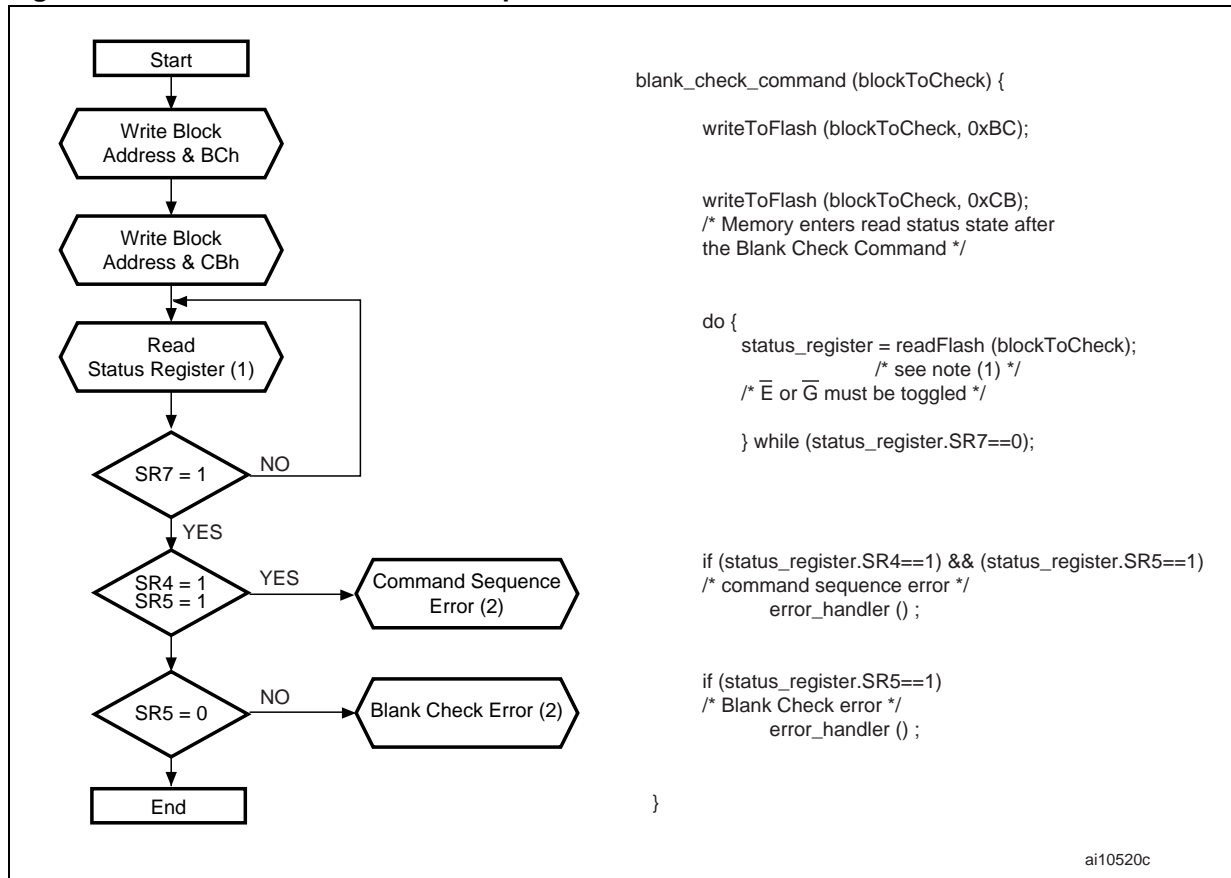 Start
Write Block
Address & BCh
Write Block
Address & CBh
Read
Status Register (1)
SR7 = 1
NO
YES
SR4 = 1
SR5 = 1
YES
Command Sequence
Error (2)
SR5 = 0
NO
Blank Check Error (2)
End
blank_check_command (blockToCheck) {
writeToFlash (blockToCheck, 0xBC);
writeToFlash (blockToCheck, 0xCB);
/* Memory enters read status state after
the Blank Check Command */
do {
status_register = readFlash (blockToCheck);
/* see note (1) */
/* E̅ or G̅ must be toggled */
} while (status_register.SR7==0);
if (status_register.SR4==1) && (status_register.SR5==1)
/* command sequence error */
error_handler () ;
if (status_register.SR5==1)
/* Blank Check error */
error_handler () ;
}
ai10520c